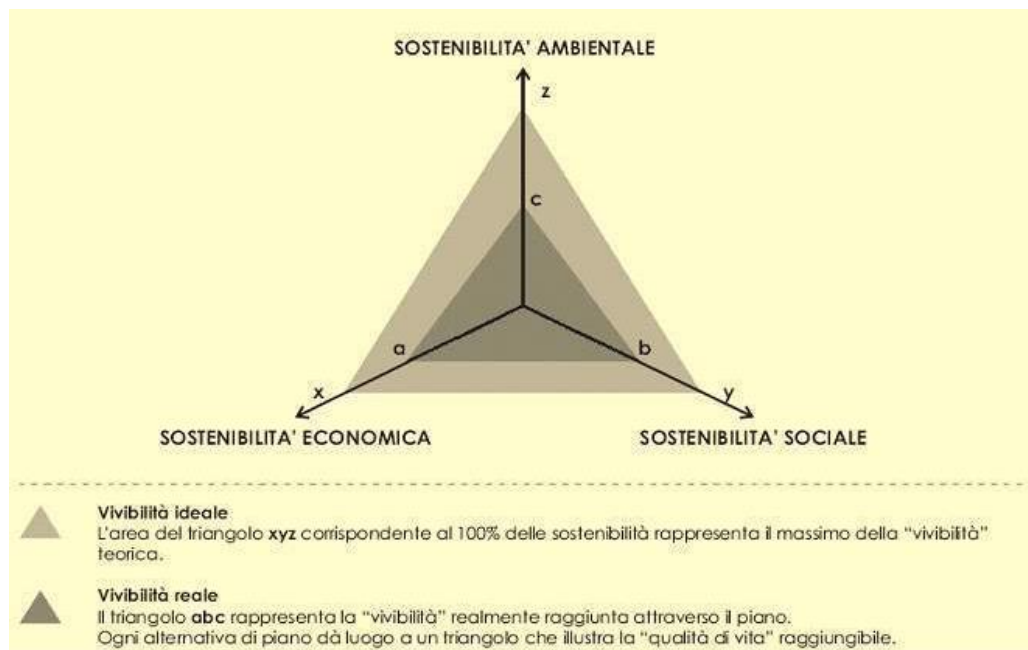 SOSTENIBILITA' AMBIENTALE
z
c
a
b
x
y
SOSTENIBILITA' ECONOMICA
SOSTENIBILITA' SOCIALE
Vivibilità ideale
L'area del triangolo xyz corrispondente al 100% delle sostenibilità rappresenta il massimo della “vivibilità”
teorica.
Vivibilità reale
Il triangolo abc rappresenta la “vivibilità” realmente raggiunta attraverso il piano.
Ogni alternativa di piano dà luogo a un triangolo che illustra la “qualità di vita” raggiungibile.